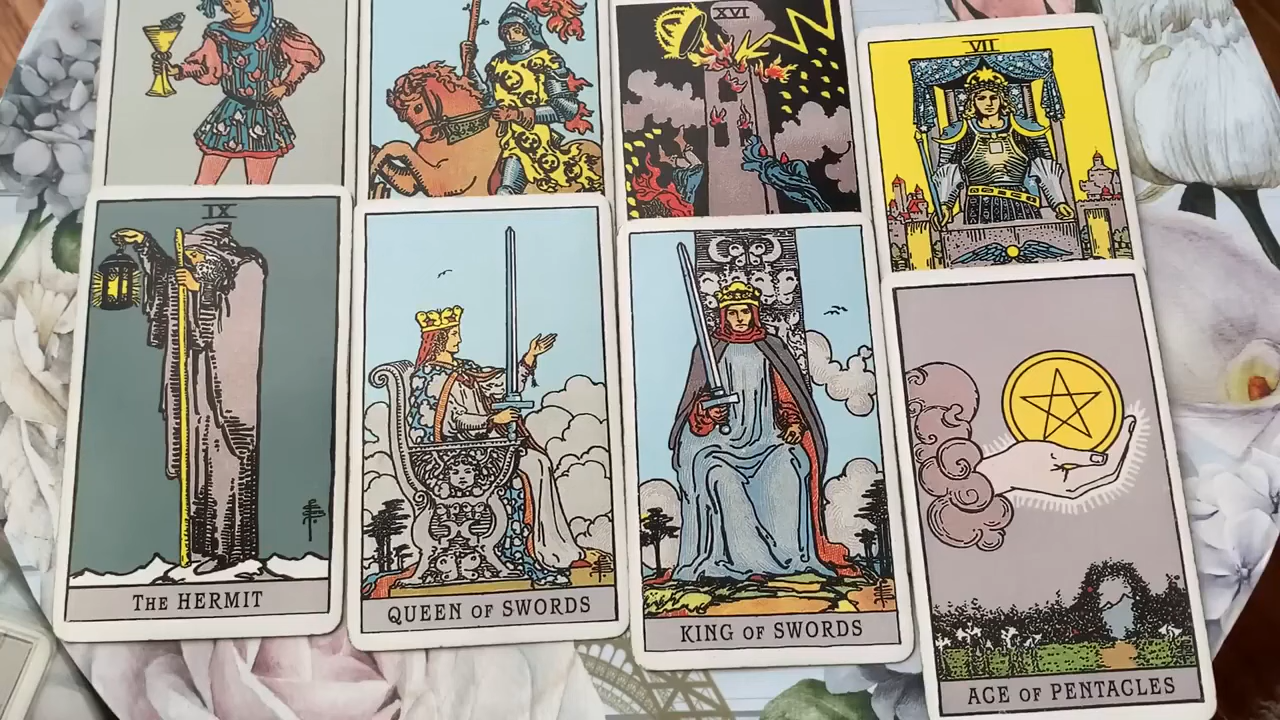 XVI
VII
IX
THE HERMIT
QUEEN OF SWORDS
KING OF SWORDS
ACE OF PENTACLES